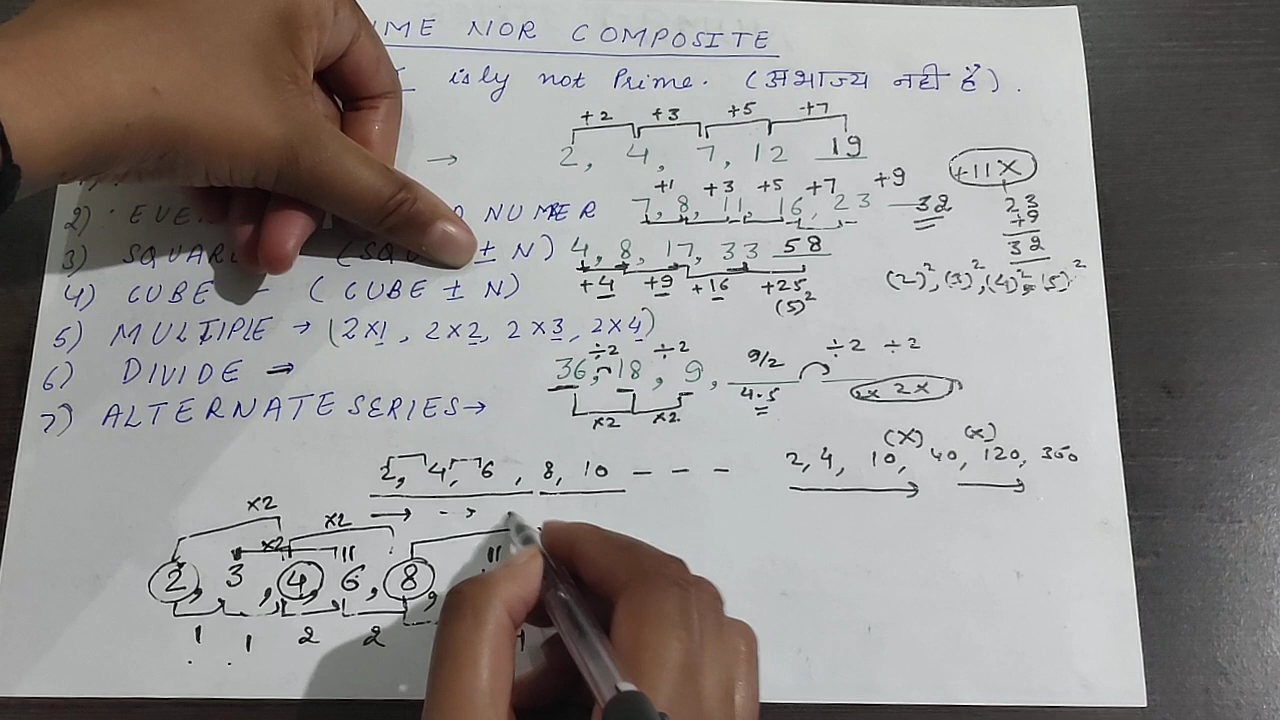 NOR COMPOSITE
is ly not Prime. (अभाज्य नहीं है).
+2 +3 +5 +7
→ 2, 4, 7, 12 19
+11 X
+1 +3 +5 +7 +9
2) NUMBER 7, 8, 11, 16, 23 32
23
+9
32
3) ± N) 4, 8, 17, 33 58
+4 +9 +16 +25
(5)²
(2)², (3)², (4)², (5)²
4) CUBE - (CUBE ± N)
5) MULTIPLE → (2×1, 2×2, 2×3, 2×4)
÷2 ÷2 9/2 ÷2 ÷2
6) DIVIDE ⇒ 36, 18, 9, 4.5
×2 ×2
× 2 x
7) ALTERNATE SERIES →
(X) (x)
2, 4, 6, 8, 10 - - - 2, 4, 10, 40, 120, 360
×2 ×2
×2
2, 3, 4, 6, 8,
1 1 2 2